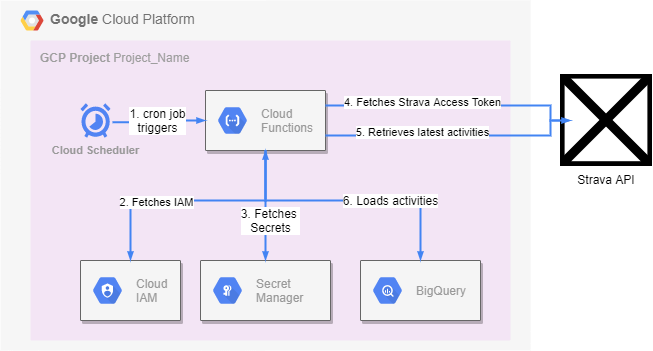 Google Cloud Platform
GCP Project Project_Name
1. cron job
triggers
Cloud Scheduler
Cloud
Functions
4. Fetches Strava Access Token
5. Retrieves latest activities
Strava API
2. Fetches IAM
3. Fetches
Secrets
6. Loads activities
Cloud
IAM
Secret
Manager
BigQuery